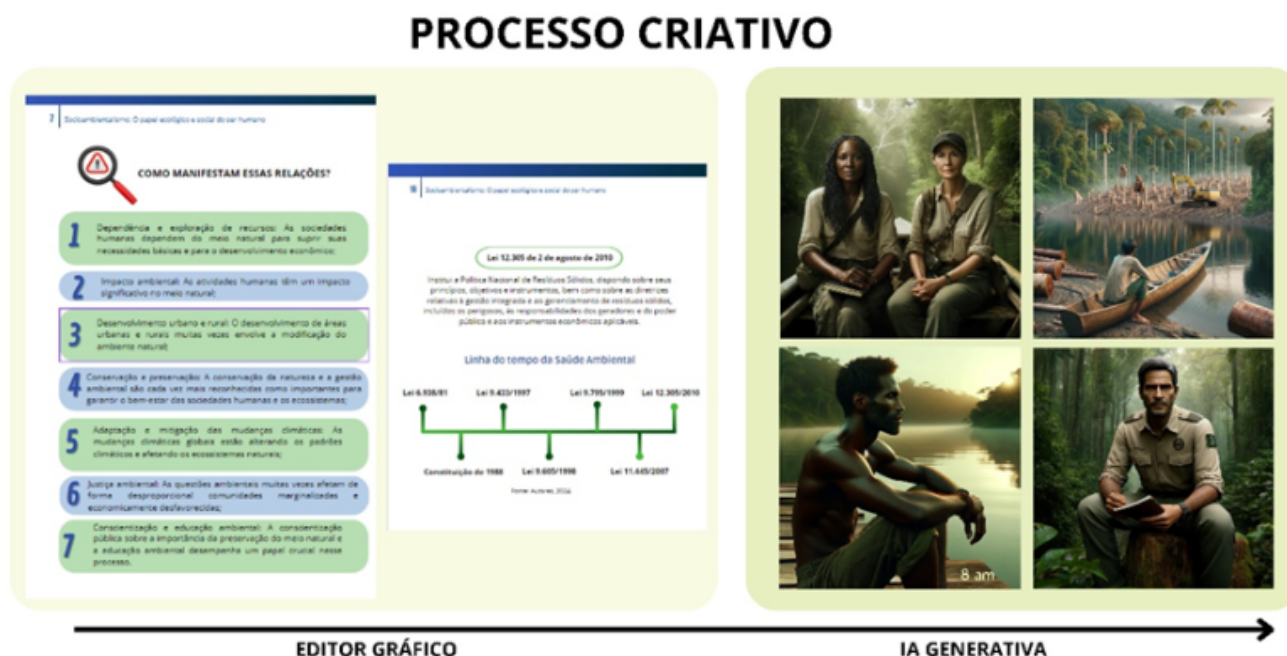 PROCESSO CRIATIVO
7 Socioambientalismo: O papel ecológico e social do ser humano
COMO MANIFESTAM ESSAS RELAÇÕES?
1
Dependência e exploração de recursos: As sociedades
humanas dependem do meio natural para suprir suas
necessidades básicas e para o desenvolvimento econômico;
2
Impacto ambiental: As atividades humanas têm um impacto
significativo no meio natural;
3
Desenvolvimento urbano e rural: O desenvolvimento de áreas
urbanas e rurais muitas vezes envolve a modificação do
ambiente natural;
4
Conservação e preservação: A conservação da natureza e a gestão
ambiental são cada vez mais reconhecidas como importantes para
garantir o bem-estar das sociedades humanas e os ecossistemas;
5
Adaptação e mitigação das mudanças climáticas: As
mudanças climáticas globais estão alterando os padrões
climáticos e afetando os ecossistemas naturais;
6
Justiça ambiental: As questões ambientais muitas vezes afetam de
forma desproporcional comunidades marginalizadas e
economicamente desfavorecidas;
7
Conscientização e educação ambiental: A conscientização
pública sobre a importância da preservação do meio natural e
a educação ambiental desempenha um papel crucial nesse
processo.
Socioambientalismo: O papel ecológico e social do ser humano
Lei 12.305 de 2 de agosto de 2010
Institui a Política Nacional de Resíduos Sólidos, dispondo sobre seus
princípios, objetivos e instrumentos, bem como sobre as diretrizes
relativas à gestão integrada e ao gerenciamento de resíduos sólidos,
incluídos os perigosos, às responsabilidades dos geradores e do poder
público e aos instrumentos econômicos aplicáveis.
Linha do tempo da Saúde Ambiental
Lei 6.938/81 Lei 9.433/1997 Lei 9.795/1999 Lei 12.305/2010
Constituição de 1988 Lei 9.605/1998 Lei 11.445/2007
Fonte: Autores, 2024
8 am
EDITOR GRÁFICO
IA GENERATIVA